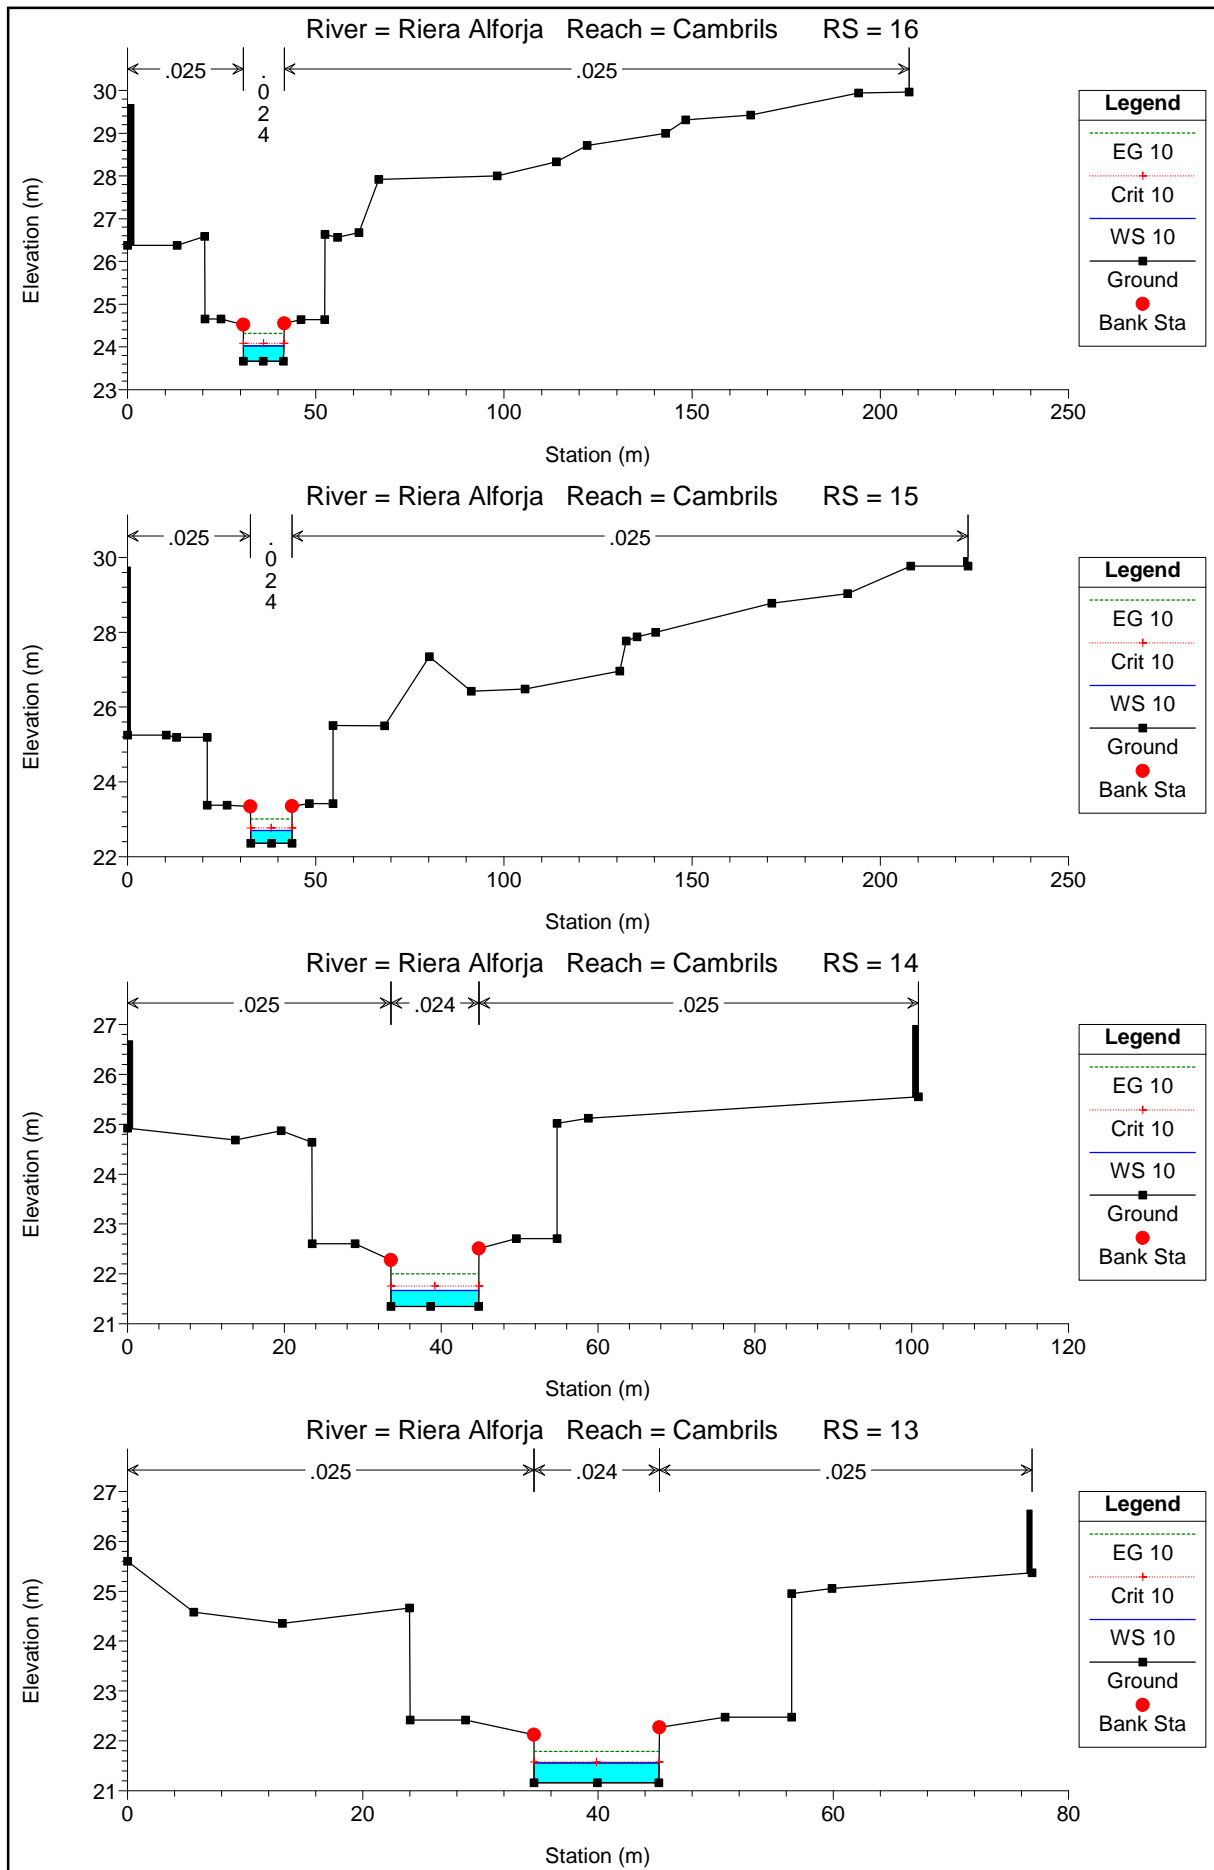 River = Riera Alforja Reach = Cambrils RS = 16
.025
.024
.025
30
29
28
27
26
25
24
23
0
50
100
150
200
250
Station (m)
Elevation (m)
Legend
EG 10
Crit 10
WS 10
Ground
Bank Sta
River = Riera Alforja Reach = Cambrils RS = 15
.025
.024
.025
30
28
26
24
22
0
50
100
150
200
250
Station (m)
Elevation (m)
Legend
EG 10
Crit 10
WS 10
Ground
Bank Sta
River = Riera Alforja Reach = Cambrils RS = 14
.025
.024
.025
27
26
25
24
23
22
21
0
20
40
60
80
100
120
Station (m)
Elevation (m)
Legend
EG 10
Crit 10
WS 10
Ground
Bank Sta
River = Riera Alforja Reach = Cambrils RS = 13
.025
.024
.025
27
26
25
24
23
22
21
0
20
40
60
80
Station (m)
Elevation (m)
Legend
EG 10
Crit 10
WS 10
Ground
Bank Sta